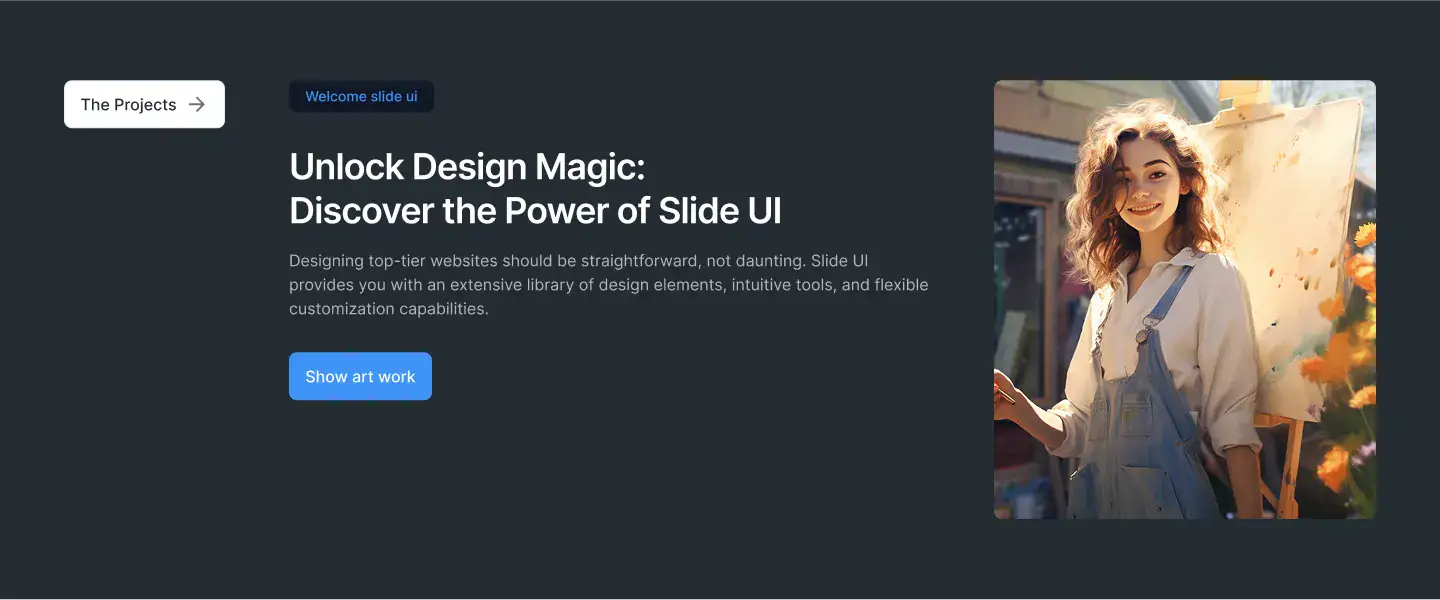 The Projects
Welcome slide ui
Unlock Design Magic:
Discover the Power of Slide UI
Designing top-tier websites should be straightforward, not daunting. Slide UI
provides you with an extensive library of design elements, intuitive tools, and flexible
customization capabilities.
Show art work